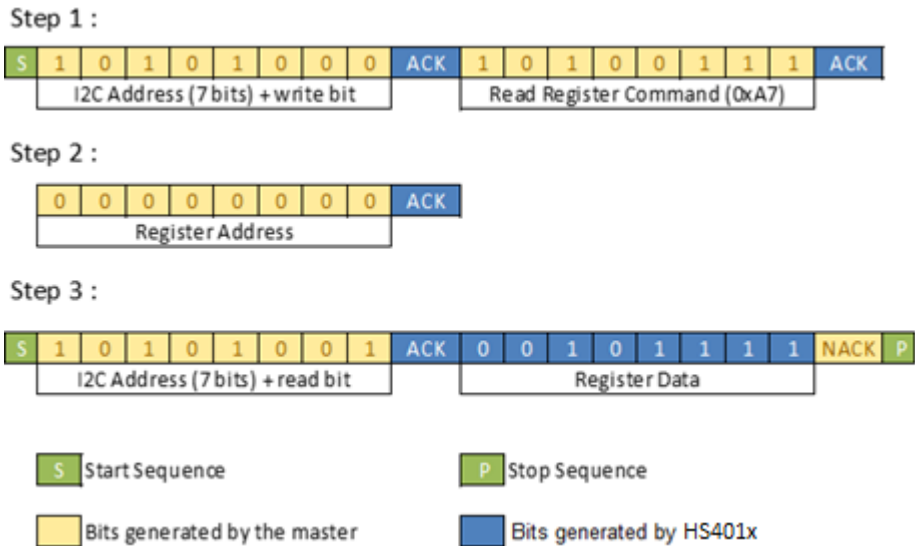 Step 1 :
S 1 0 1 0 1 0 0 0 ACK 1 0 1 0 0 1 1 1 ACK
I2C Address (7 bits) + write bit Read Register Command (0xA7)
Step 2 :
0 0 0 0 0 0 0 0 ACK
Register Address
Step 3 :
S 1 0 1 0 1 0 0 1 ACK 0 0 1 0 1 1 1 1 NACK P
I2C Address (7 bits) + read bit Register Data
S Start Sequence P Stop Sequence
Bits generated by the master Bits generated by HS401x